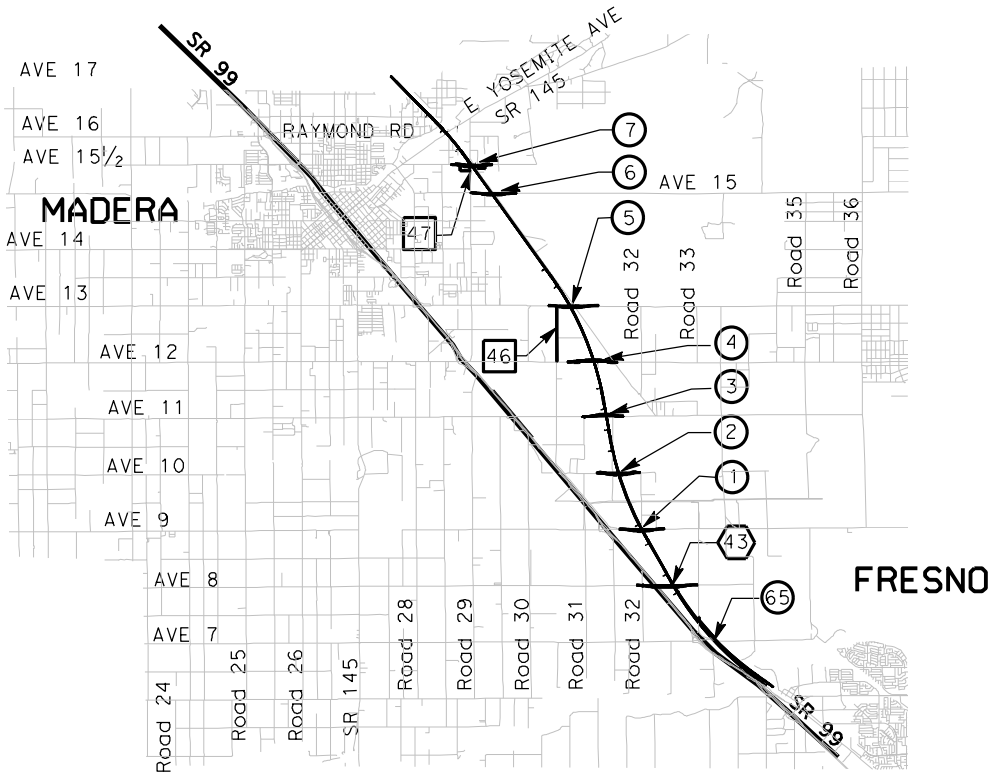 SR 99
E YOSEMITE AVE
SR 145
AVE 17
AVE 16
RAYMOND RD
7
AVE 15½
6
AVE 15
MADERA
5
47
AVE 14
Road 32
Road 33
Road 35
Road 36
AVE 13
4
46
AVE 12
3
AVE 11
2
AVE 10
1
AVE 9
43
AVE 8
FRESNO
65
AVE 7
Road 24
Road 25
Road 26
SR 145
Road 28
Road 29
Road 30
Road 31
Road 32
SR 99